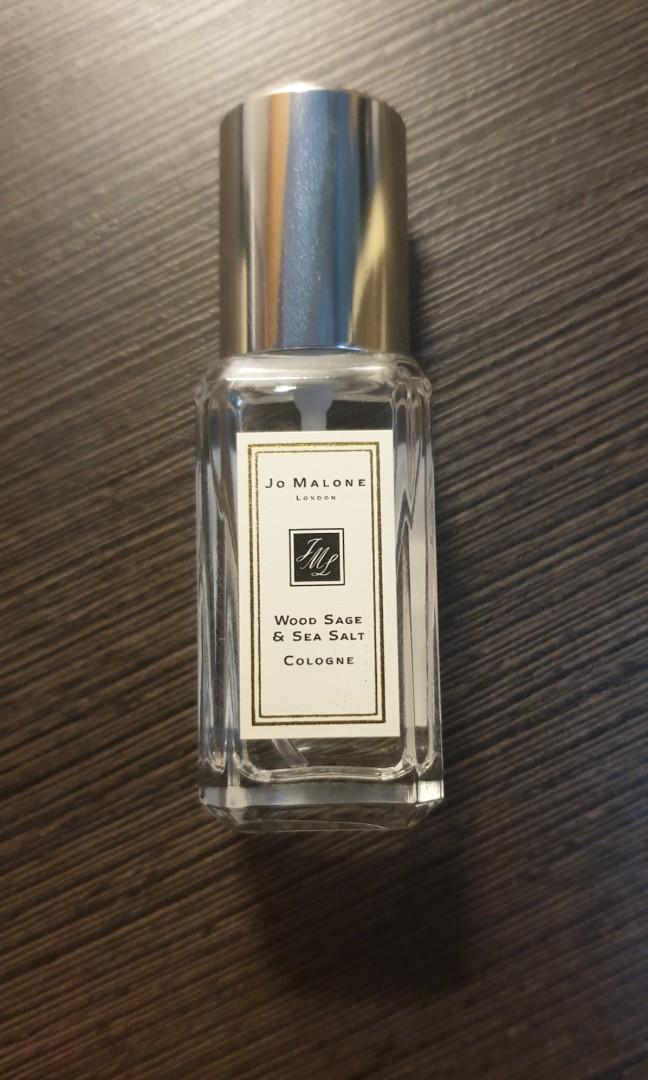 Jo Malone
London
JML
Wood Sage
& Sea Salt
Cologne